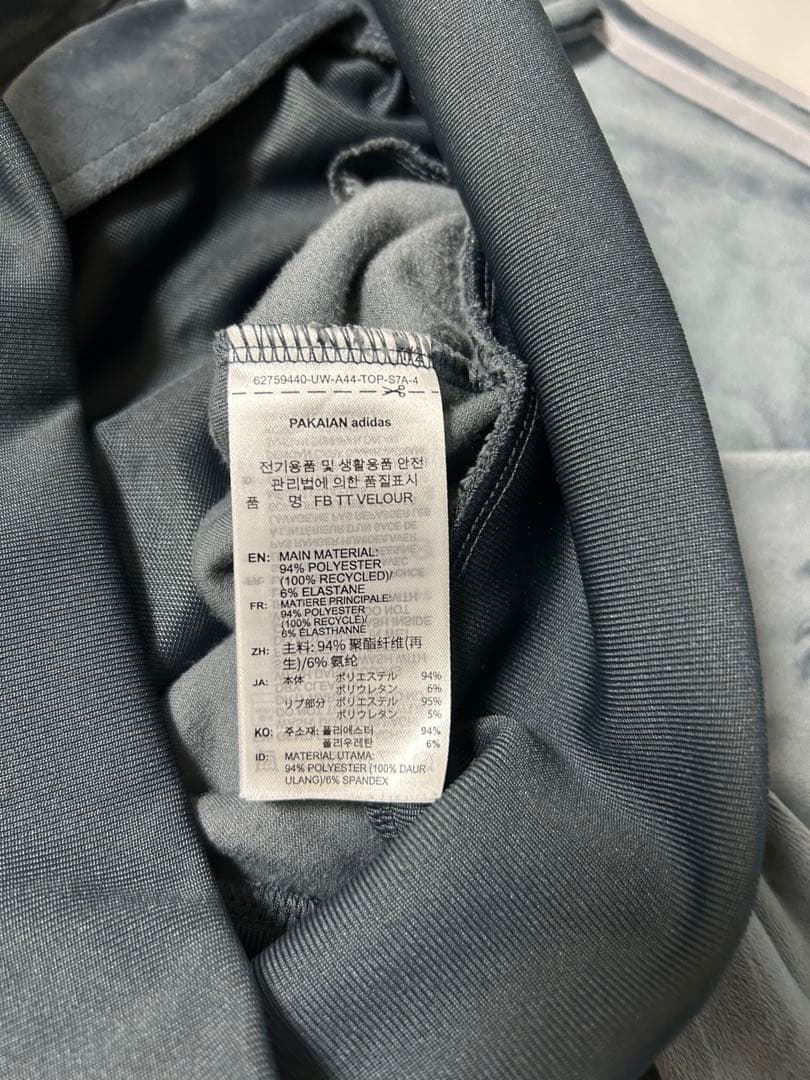 62759440-UW-A44-TOP-S7A-4
PAKAIAN adidas
전기용품 및 생활용품 안전
관리법에 의한 품질표시
품 명 FB TT VELOUR
EN: MAIN MATERIAL:
94% POLYESTER
(100% RECYCLED)/
6% ELASTANE
FR: MATIERE PRINCIPALE:
94% POLYESTER
(100% RECYCLÉ)/
6% ÉLASTHANNE
ZH: 主料: 94% 聚酯纤维(再
生)/6% 氨纶
JA: 本体 ポリエステル 94%
ポリウレタン 6%
リブ部分 ポリエステル 95%
ポリウレタン 5%
KO: 주소재: 폴리에스터 94%
폴리우레탄 6%
ID: MATERIAL UTAMA:
94% POLYESTER (100% DAUR
ULANG)/6% SPANDEX